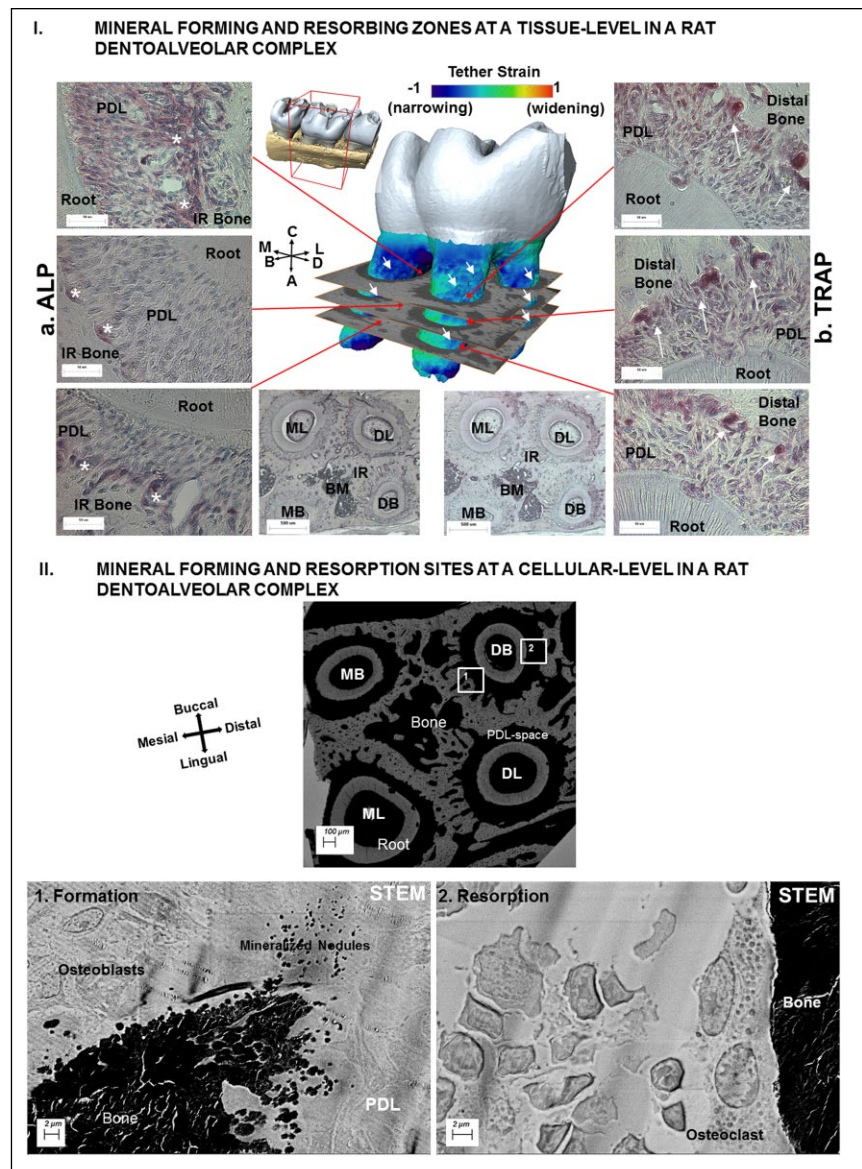 I. MINERAL FORMING AND RESORBING ZONES AT A TISSUE-LEVEL IN A RAT
DENTOALVEOLAR COMPLEX
a. ALP
PDL
*
*
Root
IR Bone
Root
*
PDL
*
IR Bone
Root
PDL
*
*
IR Bone
Tether Strain
-1 1
(narrowing) (widening)
C
M L
B D
A
ML DL
IR
BM
MB DB
500 um
ML DL
IR
BM
MB DB
500 um
b. TRAP
Distal
Bone
PDL
Root
Distal
Bone
PDL
Root
Distal
Bone
PDL
Root
II. MINERAL FORMING AND RESORPTION SITES AT A CELLULAR-LEVEL IN A RAT
DENTOALVEOLAR COMPLEX
Buccal
Mesial Distal
Lingual
DB 2
MB
1
Bone
PDL-space
DL
ML
100 μm
Root
1. Formation STEM
Mineralized Nodules
Osteoblasts
Bone
PDL
2 μm
2. Resorption STEM
Bone
2 μm
Osteoclast